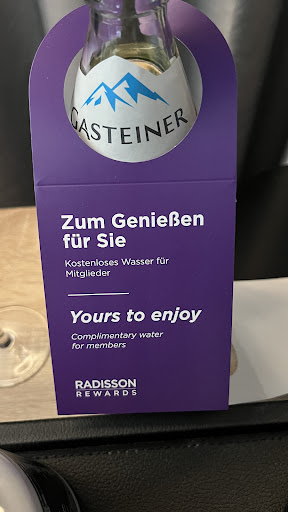 GASTEINER
Zum Genießen
für Sie
Kostenloses Wasser für
Mitglieder
Yours to enjoy
Complimentary water
for members
RADISSON
REWARDS